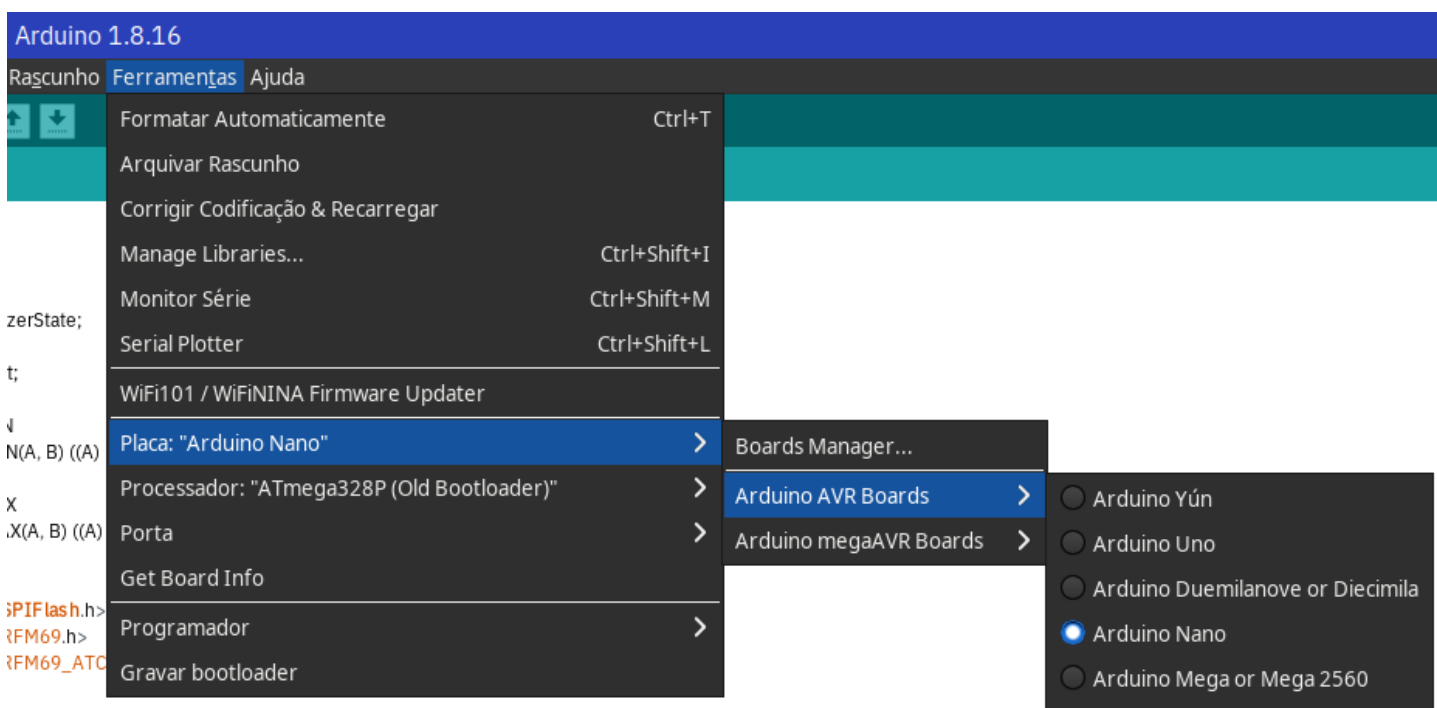 Arduino 1.8.16
Rascunho Ferramentas Ajuda
Formatar Automaticamente Ctrl+T
Arquivar Rascunho
Corrigir Codificação & Recarregar
Manage Libraries... Ctrl+Shift+I
Monitor Série Ctrl+Shift+M
zerState;
Serial Plotter Ctrl+Shift+L
t;
WiFi101 / WiFiNINA Firmware Updater
N
Placa: "Arduino Nano"
Boards Manager...
N(A, B) ((A)
Processador: "ATmega328P (Old Bootloader)"
Arduino AVR Boards
Arduino Yún
X
X(A, B) ((A)
Porta
Arduino megaAVR Boards
Arduino Uno
Get Board Info
Arduino Duemilanove or Diecimila
SPIFlash.h>
Programador
Arduino Nano
RFM69.h>
RFM69_ATC
Gravar bootloader
Arduino Mega or Mega 2560